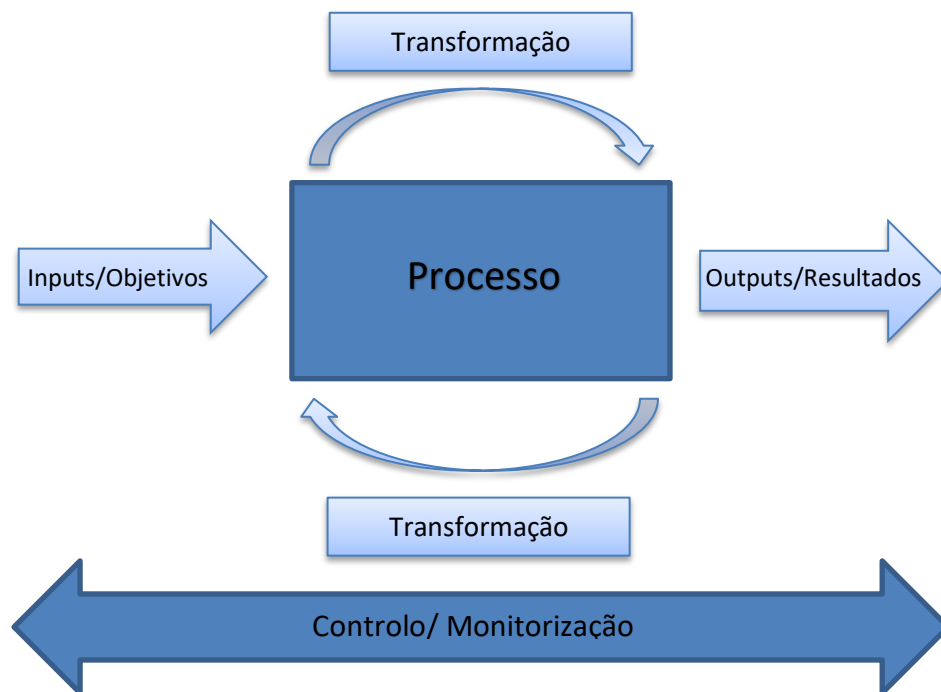 Transformação
Inputs/Objetivos
Processo
Outputs/Resultados
Transformação
Controlo/ Monitorização